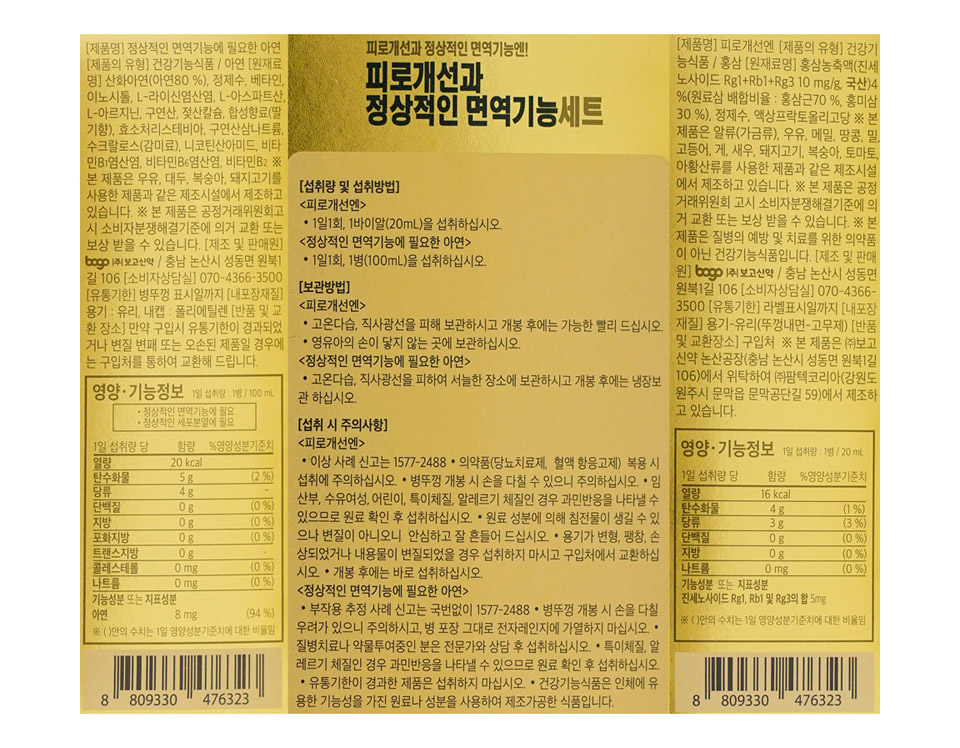 [제품명] 정상적인 면역기능에 필요한 아연
[제품의 유형] 건강기능식품 / 아연 [원재료
명] 산화아연(아연80 %), 정제수, 베타인,
이노시톨, L-라이신염산염, L-아스파트산,
L-아르지닌, 구연산, 젖산칼슘, 합성향료(딸
기향), 효소처리스테비아, 구연산삼나트륨,
수크랄로스(감미료), 니코틴산아미드, 비타
민B1염산염, 비타민B6염산염, 비타민B2 ※
본 제품은 우유, 대두, 복숭아, 돼지고기를
사용한 제품과 같은 제조시설에서 제조하고
있습니다. ※ 본 제품은 공정거래위원회고
시 소비자분쟁해결기준에 의거 교환 또는
보상 받을 수 있습니다. [제조 및 판매원]
bogo ㈜보고신약 / 충남 논산시 성동면 원북1
길 106 [소비자상담실] 070-4366-3500
[유통기한] 병뚜껑 표시일까지 [내포장재질]
용기 : 유리, 내캡 : 폴리에틸렌 [반품 및 교
환 장소] 만약 구입시 유통기한이 경과되었
거나 변질 변패 또는 오손된 제품일 경우에
는 구입처를 통하여 교환해 드립니다.
영양·기능정보 1일 섭취량 : 1병 / 100 mL
• 정상적인 면역기능에 필요
• 정상적인 세포분열에 필요
1일 섭취량 당 함량 %영양성분기준치
열량 20 kcal
탄수화물 5 g (2 %)
당류 4 g -
단백질 0 g (0 %)
지방 0 g (0 %)
포화지방 0 g (0 %)
트랜스지방 0 g -
콜레스테롤 0 mg (0 %)
나트륨 0 mg (0 %)
기능성분 또는 지표성분
아연 8 mg (94 %)
※ ( )안의 수치는 1일 영양성분기준치에 대한 비율임
8 809330 476323
피로개선과 정상적인 면역기능엔!
피로개선과
정상적인 면역기능세트
[섭취량 및 섭취방법]
<피로개선엔>
• 1일1회, 1바이알(20mL)을 섭취하십시오.
<정상적인 면역기능에 필요한 아연>
• 1일1회, 1병(100mL)을 섭취하십시오.
[보관방법]
<피로개선엔>
• 고온다습, 직사광선을 피해 보관하시고 개봉 후에는 가능한 빨리 드십시오.
• 영유아의 손이 닿지 않는 곳에 보관하십시오.
<정상적인 면역기능에 필요한 아연>
• 고온다습, 직사광선을 피하여 서늘한 장소에 보관하시고 개봉 후에는 냉장보
관 하십시오.
[섭취 시 주의사항]
<피로개선엔>
• 이상 사례 신고는 1577-2488 • 의약품(당뇨치료제, 혈액 항응고제) 복용 시
섭취에 주의하십시오. • 병뚜껑 개봉 시 손을 다칠 수 있으니 주의하십시오. • 임
산부, 수유여성, 어린이, 특이체질, 알레르기 체질인 경우 과민반응을 나타낼 수
있으므로 원료 확인 후 섭취하십시오. • 원료 성분에 의해 침전물이 생길 수 있
으나 변질이 아니오니 안심하고 잘 흔들어 드십시오. • 용기가 변형, 팽창, 손
상되었거나 내용물이 변질되었을 경우 섭취하지 마시고 구입처에서 교환하십
시오. • 개봉 후에는 바로 섭취하십시오.
<정상적인 면역기능에 필요한 아연>
• 부작용 추정 사례 신고는 국번없이 1577-2488 • 병뚜껑 개봉 시 손을 다칠
우려가 있으니 주의하시고, 병 포장 그대로 전자레인지에 가열하지 마십시오. •
질병치료나 약물투여중인 분은 전문가와 상담 후 섭취하십시오. • 특이체질, 알
레르기 체질인 경우 과민반응을 나타낼 수 있으므로 원료 확인 후 섭취하십시오.
• 유통기한이 경과한 제품은 섭취하지 마십시오. • 건강기능식품은 인체에 유
용한 기능성을 가진 원료나 성분을 사용하여 제조가공한 식품입니다.
[제품명] 피로개선엔 [제품의 유형] 건강기
능식품 / 홍삼 [원재료명] 홍삼농축액(진세
노사이드 Rg1+Rb1+Rg3 10 mg/g, 국산)4
%(원료삼 배합비율 : 홍삼근70 %, 홍미삼
30 %), 정제수, 액상프락토올리고당 ※ 본
제품은 알류(가금류), 우유, 메밀, 땅콩, 밀,
고등어, 게, 새우, 돼지고기, 복숭아, 토마토,
아황산류를 사용한 제품과 같은 제조시설
에서 제조하고 있습니다. ※ 본 제품은 공정
거래위원회 고시 소비자분쟁해결기준에 의
거 교환 또는 보상 받을 수 있습니다. ※ 본
제품은 질병의 예방 및 치료를 위한 의약품
이 아닌 건강기능식품입니다. [제조 및 판매
원] bogo ㈜보고신약 / 충남 논산시 성동면
원북1길 106 [소비자상담실] 070-4366-
3500 [유통기한] 라벨표시일까지 [내포장
재질] 용기-유리(뚜껑내면-고무제) [반품
및 교환장소] 구입처 ※ 본 제품은 ㈜보고
신약 논산공장(충남 논산시 성동면 원북1길
106)에서 위탁하여 ㈜팜텍코리아(강원도
원주시 문막읍 문막공단길 59)에서 제조하
고 있습니다.
영양·기능정보 1일 섭취량 : 1병 / 20 mL
1일 섭취량 당 함량 %영양성분기준치
열량 16 kcal
탄수화물 4 g (1 %)
당류 3 g (3 %)
단백질 0 g (0 %)
지방 0 g (0 %)
나트륨 0 mg (0 %)
기능성분 또는 지표성분
진세노사이드 Rg1, Rb1 및 Rg3의 합 5mg
※ ( )안의 수치는 1일 영양성분기준치에 대한 비율임
8 809330 476323